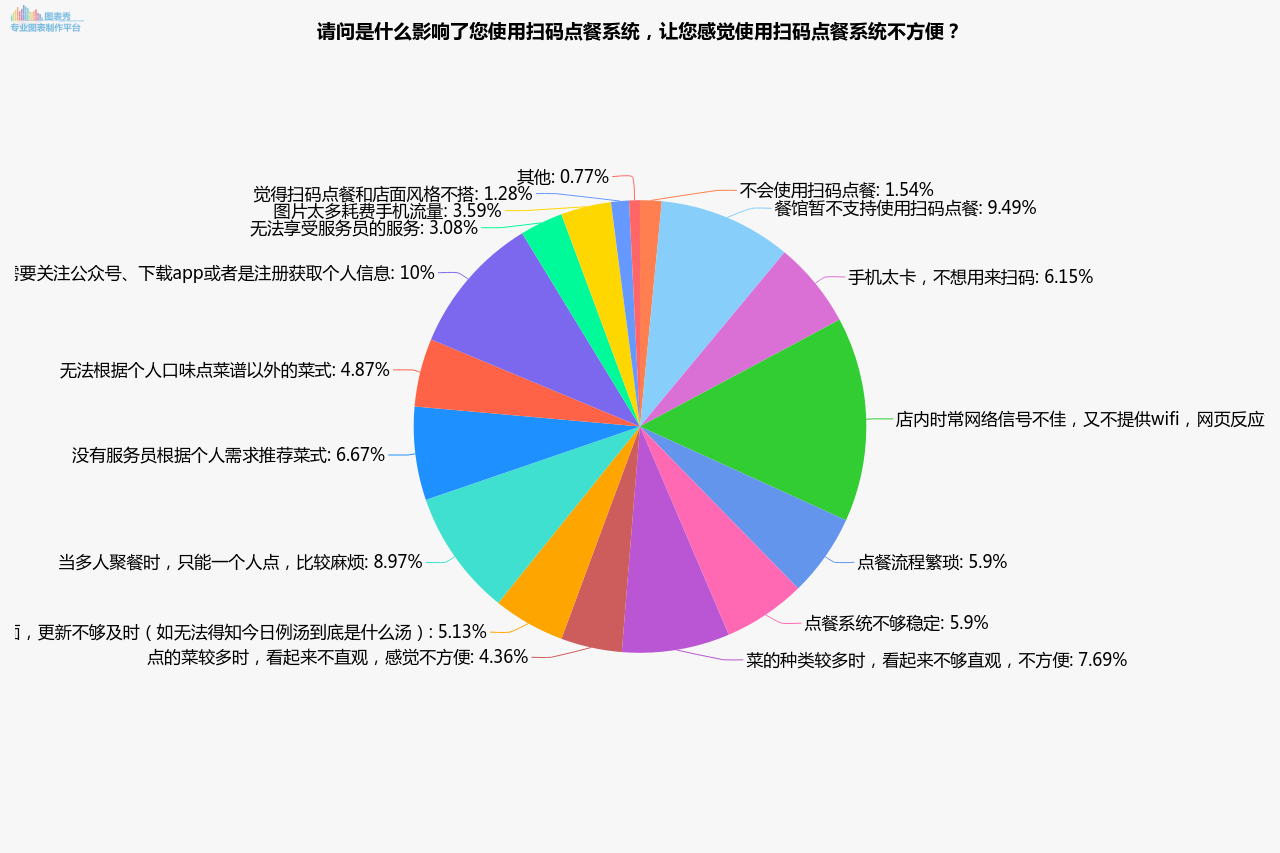 图表秀
专业图表制作平台
请问是什么影响了您使用扫码点餐系统，让您感觉使用扫码点餐系统不方便？
其他: 0.77%
不会使用扫码点餐: 1.54%
觉得扫码点餐和店面风格不搭: 1.28%
餐馆暂不支持使用扫码点餐: 9.49%
图片太多耗费手机流量: 3.59%
无法享受服务员的服务: 3.08%
要关注公众号、下载app或者是注册获取个人信息: 10%
手机太卡，不想用来扫码: 6.15%
无法根据个人口味点菜谱以外的菜式: 4.87%
店内时常网络信号不佳，又不提供wifi，网页反应
没有服务员根据个人需求推荐菜式: 6.67%
当多人聚餐时，只能一个人点，比较麻烦: 8.97%
点餐流程繁琐: 5.9%
点餐系统不够稳定: 5.9%
，更新不够及时（如无法得知今日例汤到底是什么汤）: 5.13%
点的菜较多时，看起来不直观，感觉不方便: 4.36%
菜的种类较多时，看起来不够直观，不方便: 7.69%